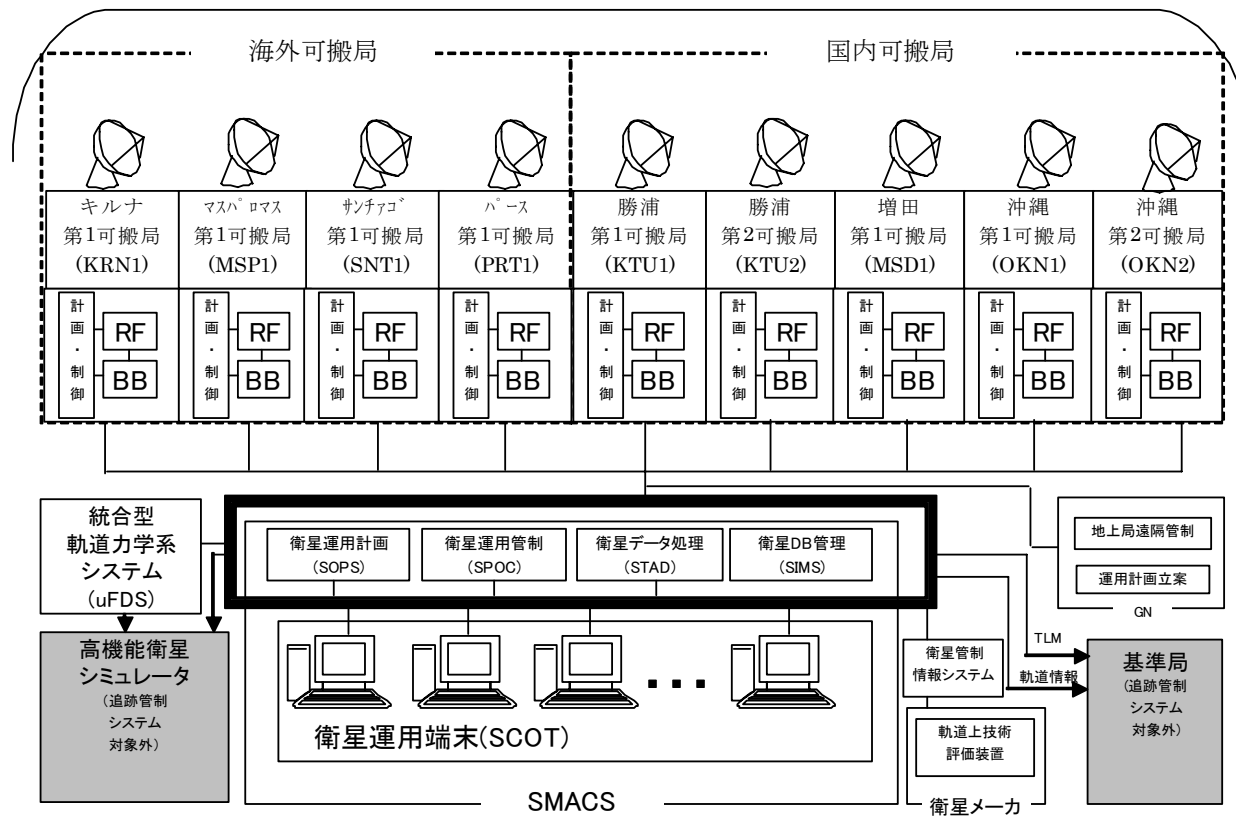 海外可搬局
国内可搬局
キルナ
第1可搬局
(KRN1)
マスパロマス
第1可搬局
(MSP1)
サンチァゴ
第1可搬局
(SNT1)
パース
第1可搬局
(PRT1)
勝浦
第1可搬局
(KTU1)
勝浦
第2可搬局
(KTU2)
増田
第1可搬局
(MSD1)
沖縄
第1可搬局
(OKN1)
沖縄
第2可搬局
(OKN2)
計画・制御
RF
BB
計画・制御
RF
BB
計画・制御
RF
BB
計画・制御
RF
BB
計画・制御
RF
BB
計画・制御
RF
BB
計画・制御
RF
BB
計画・制御
RF
BB
計画・制御
RF
BB
統合型
軌道力学系
システム
(uFDS)
衛星運用計画
(SOPS)
衛星運用管制
(SPOC)
衛星データ処理
(STAD)
衛星DB管理
(SIMS)
地上局遠隔管制
運用計画立案
GN
高機能衛星
シミュレータ
(追跡管制
システム
対象外)
・・・
衛星運用端末(SCOT)
SMACS
衛星管制
情報システム
TLM
軌道情報
軌道上技術
評価装置
衛星メーカ
基準局
(追跡管制
システム
対象外)